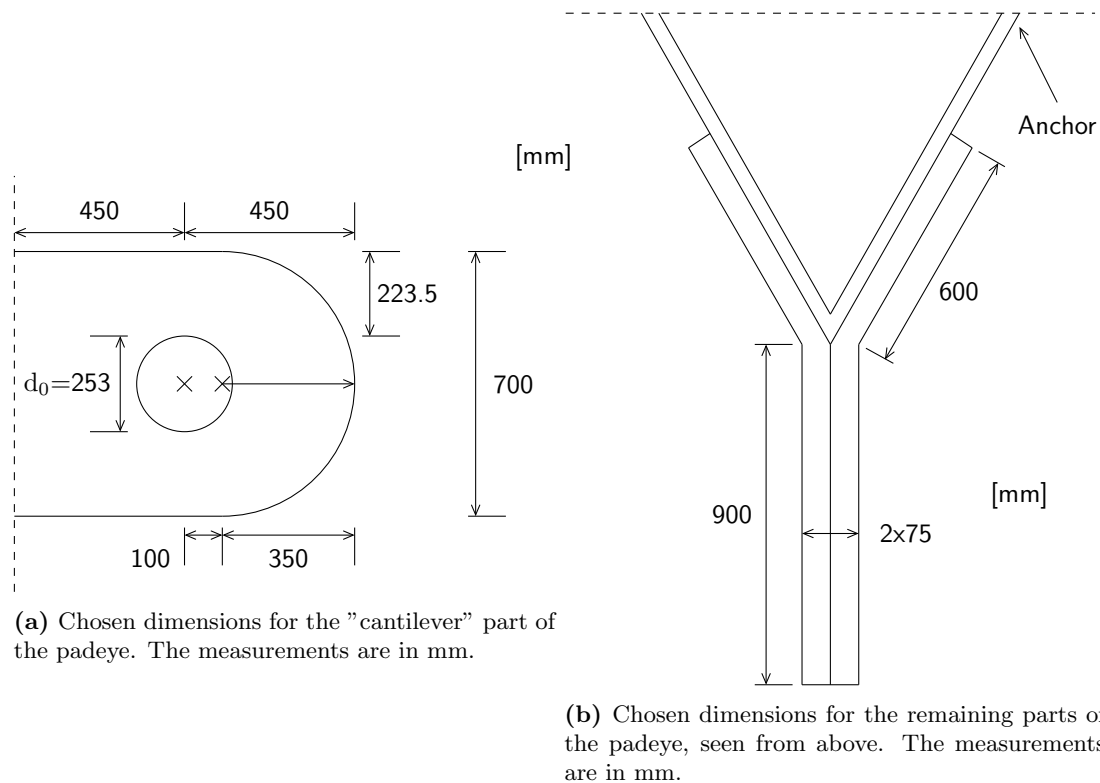 [mm]
450
450
223.5
d₀=253
700
100
350
(a) Chosen dimensions for the ”cantilever” part of
the padeye. The measurements are in mm.
Anchor
600
900
2x75
[mm]
(b) Chosen dimensions for the remaining parts of
the padeye, seen from above. The measurements
are in mm.